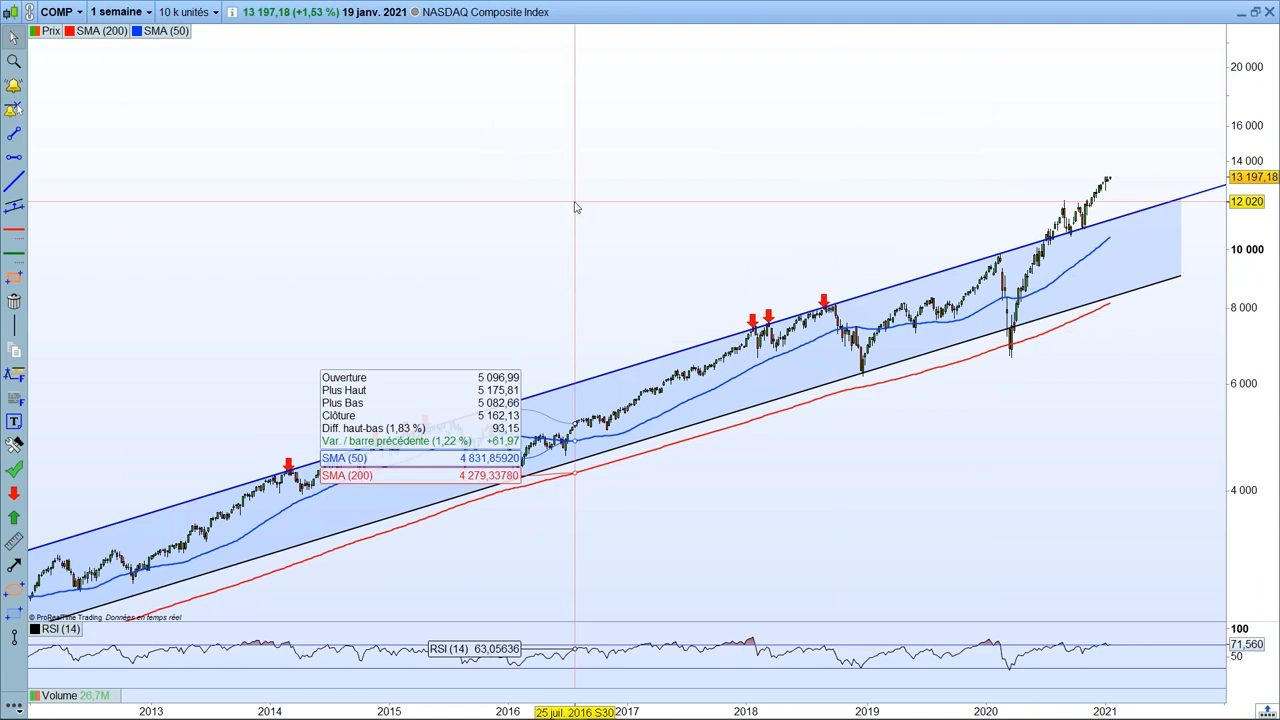 COMP 1 semaine 10 k unités 13 197,18 (+1,53 %) 19 janv. 2021 NASDAQ Composite Index
Prix SMA (200) SMA (50)
20 000
16 000
14 000
13 197,18
12 020
10 000
8 000
6 000
4 000
Ouverture 5 096,99
Plus Haut 5 175,81
Plus Bas 5 082,66
Clôture 5 162,13
Diff. haut-bas (1,83 %) 93,15
Var. / barre précédente (1,22 %) +61,97
SMA (50) 4 831,85920
SMA (200) 4 279,33780
© ProRealTime Trading Données en temps réel
RSI (14)
100
RSI (14) 63,05636
71,560
50
Volume 26,7M
2013 2014 2015 2016 25 juil. 2016 S30 2017 2018 2019 2020 2021